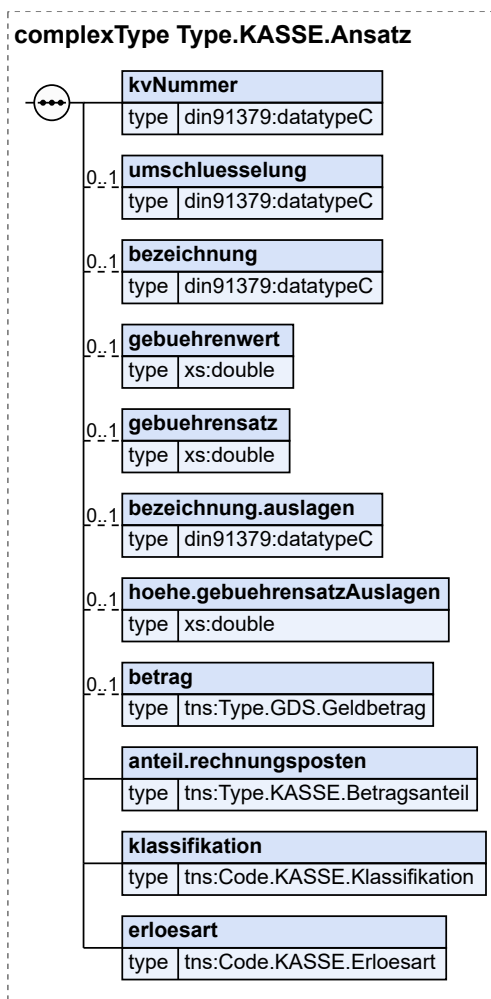 complexType Type.KASSE.Ansatz
kvNummer
type din91379:datatypeC
0..1 umschluesselung
type din91379:datatypeC
0..1 bezeichnung
type din91379:datatypeC
0..1 gebuehrenwert
type xs:double
0..1 gebuehrensatz
type xs:double
0..1 bezeichnung.auslagen
type din91379:datatypeC
0..1 hoehe.gebuehrensatzAuslagen
type xs:double
0..1 betrag
type tns:Type.GDS.Geldbetrag
anteil.rechnungsposten
type tns:Type.KASSE.Betragsanteil
klassifikation
type tns:Code.KASSE.Klassifikation
erloesart
type tns:Code.KASSE.Erloesart